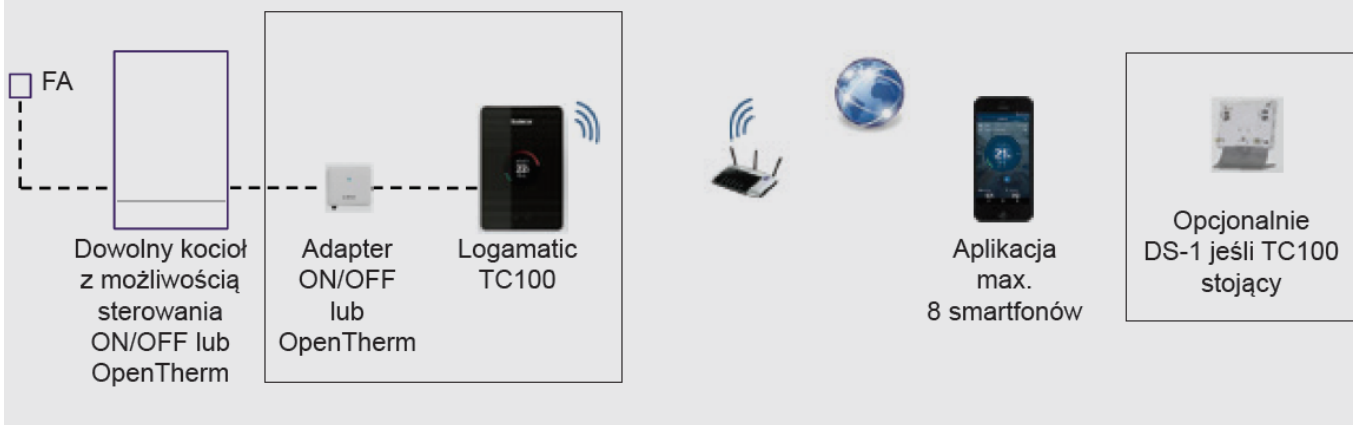 FA
Dowolny kocioł
z możliwością
sterowania
ON/OFF lub
OpenTherm
Adapter
ON/OFF
lub
OpenTherm
Logamatic
TC100
Aplikacja
max.
8 smartfonów
Opcjonalnie
DS-1 jeśli TC100
stojący